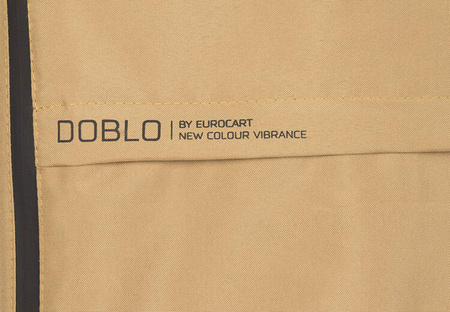 DOBLO | BY EUROCART
NEW COLOUR VIBRANCE